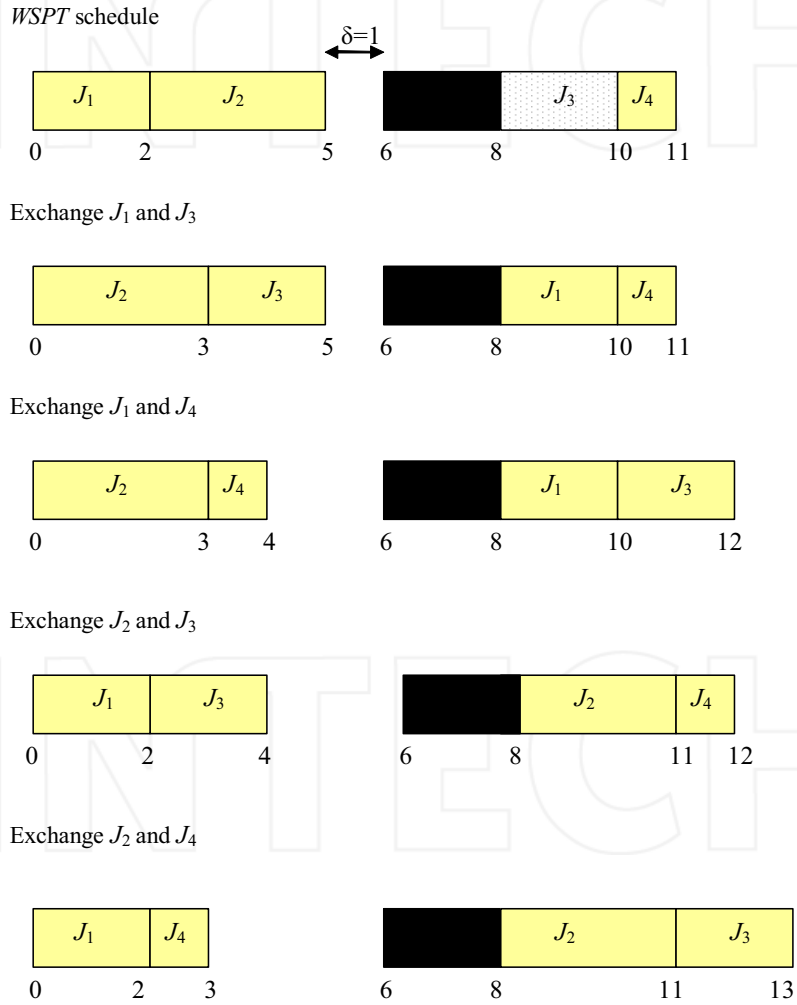 WSPT schedule
δ=1
J1 J2 J3 J4
0 2 5 6 8 10 11
Exchange J1 and J3
J2 J3 J1 J4
0 3 5 6 8 10 11
Exchange J1 and J4
J2 J4 J1 J3
0 3 4 6 8 10 12
Exchange J2 and J3
J1 J3 J2 J4
0 2 4 6 8 11 12
Exchange J2 and J4
J1 J4 J2 J3
0 2 3 6 8 11 13
INTECH
INTECH